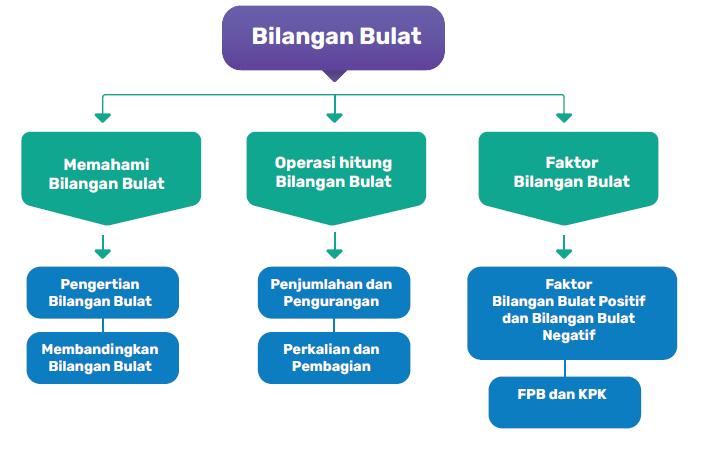 Bilangan Bulat
Memahami
Bilangan Bulat
Operasi hitung
Bilangan Bulat
Faktor
Bilangan Bulat
Pengertian
Bilangan Bulat
Membandingkan
Bilangan Bulat
Penjumlahan dan
Pengurangan
Perkalian dan
Pembagian
Faktor
Bilangan Bulat Positif
dan Bilangan Bulat
Negatif
FPB dan KPK